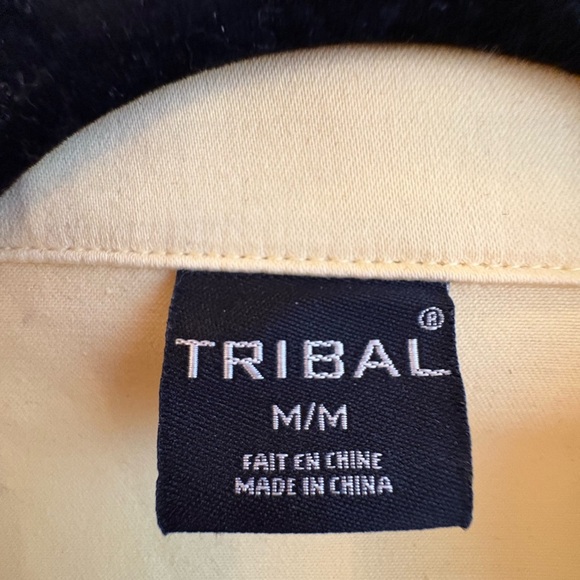 TRIBAL®
M/M
FAIT EN CHINE
MADE IN CHINA